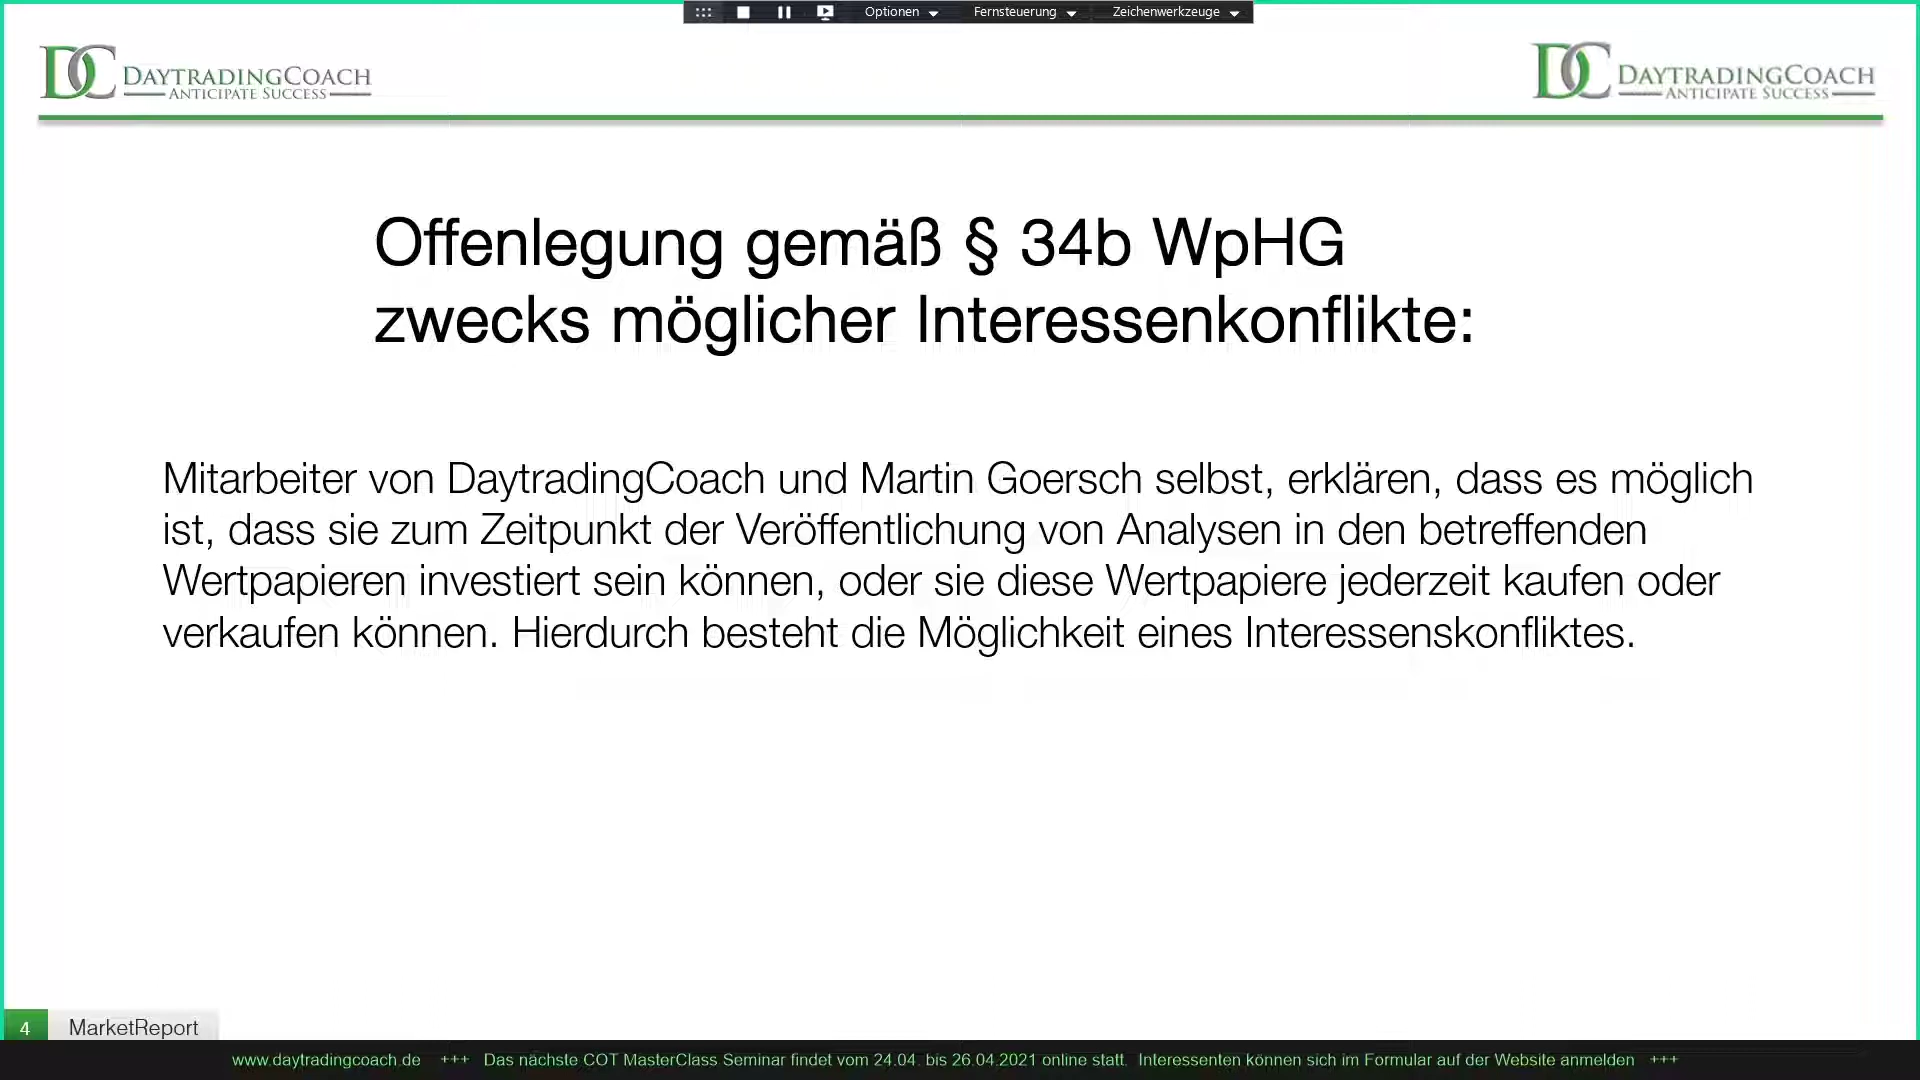 Optionen Fernsteuerung Zeichenwerkzeuge
DC DAYTRADINGCOACH
ANTICIPATE SUCCESS
DC DAYTRADINGCOACH
ANTICIPATE SUCCESS
Offenlegung gemäß § 34b WpHG
zwecks möglicher Interessenkonflikte:
Mitarbeiter von DaytradingCoach und Martin Goersch selbst, erklären, dass es möglich
ist, dass sie zum Zeitpunkt der Veröffentlichung von Analysen in den betreffenden
Wertpapieren investiert sein können, oder sie diese Wertpapiere jederzeit kaufen oder
verkaufen können. Hierdurch besteht die Möglichkeit eines Interessenskonfliktes.
4 MarketReport
www.daytradingcoach.de +++ Das nächste COT MasterClass Seminar findet vom 24.04. bis 26.04.2021 online statt. Interessenten können sich im Formular auf der Website anmelden +++